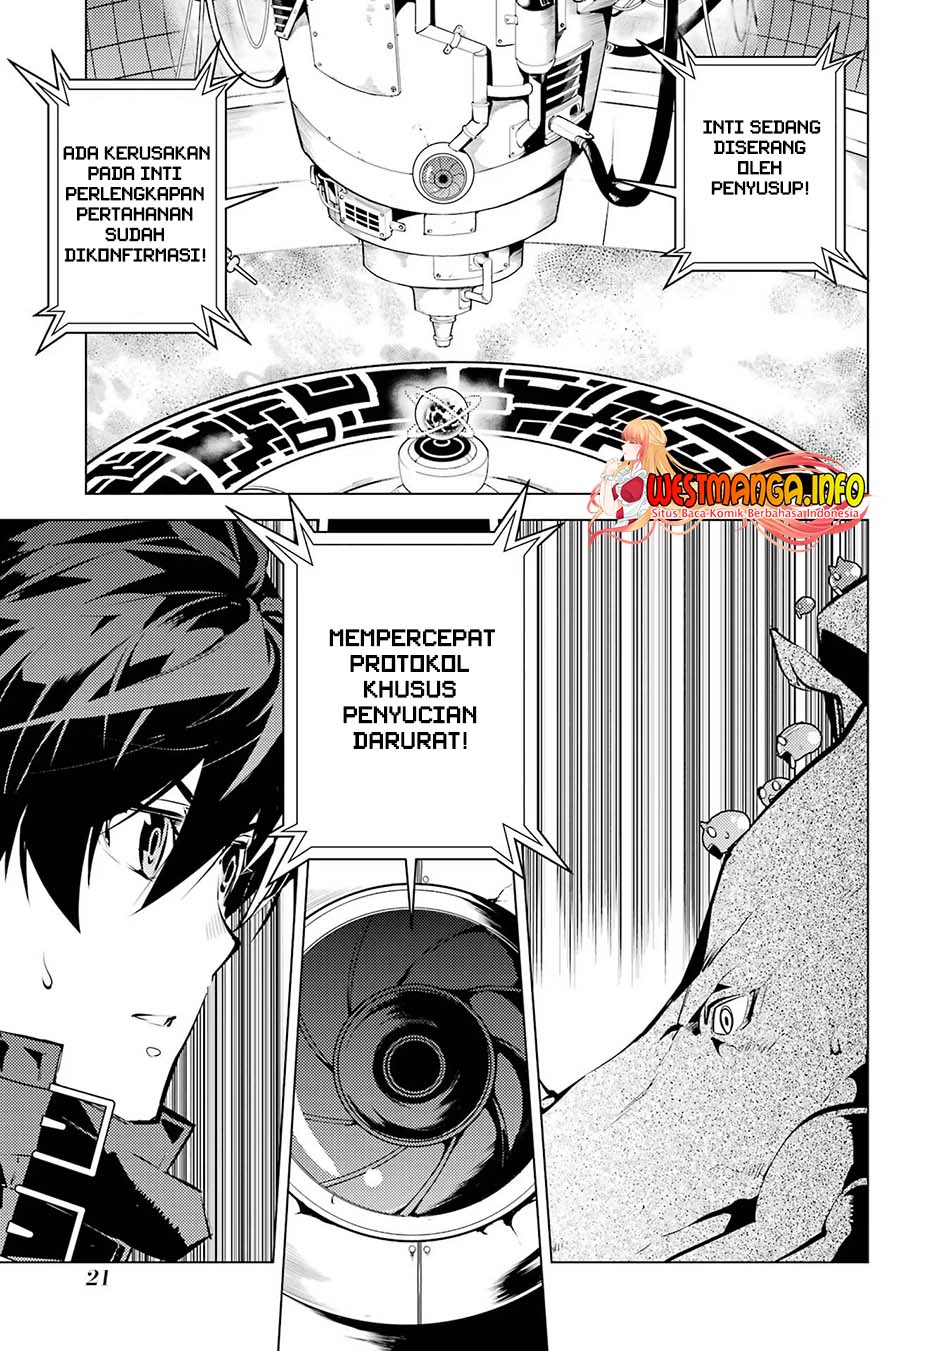 INTI SEDANG
DISERANG
OLEH
PENYUSUP!
ADA KERUSAKAN
PADA INTI
PERLENGKAPAN
PERTAHANAN
SUDAH
DIKONFIRMASI!
WESTMANGA.INFO
Situs Baca Komik Berbahasa Indonesia
MEMPERCEPAT
PROTOKOL
KHUSUS
PENYUCIAN
DARURAT!
21